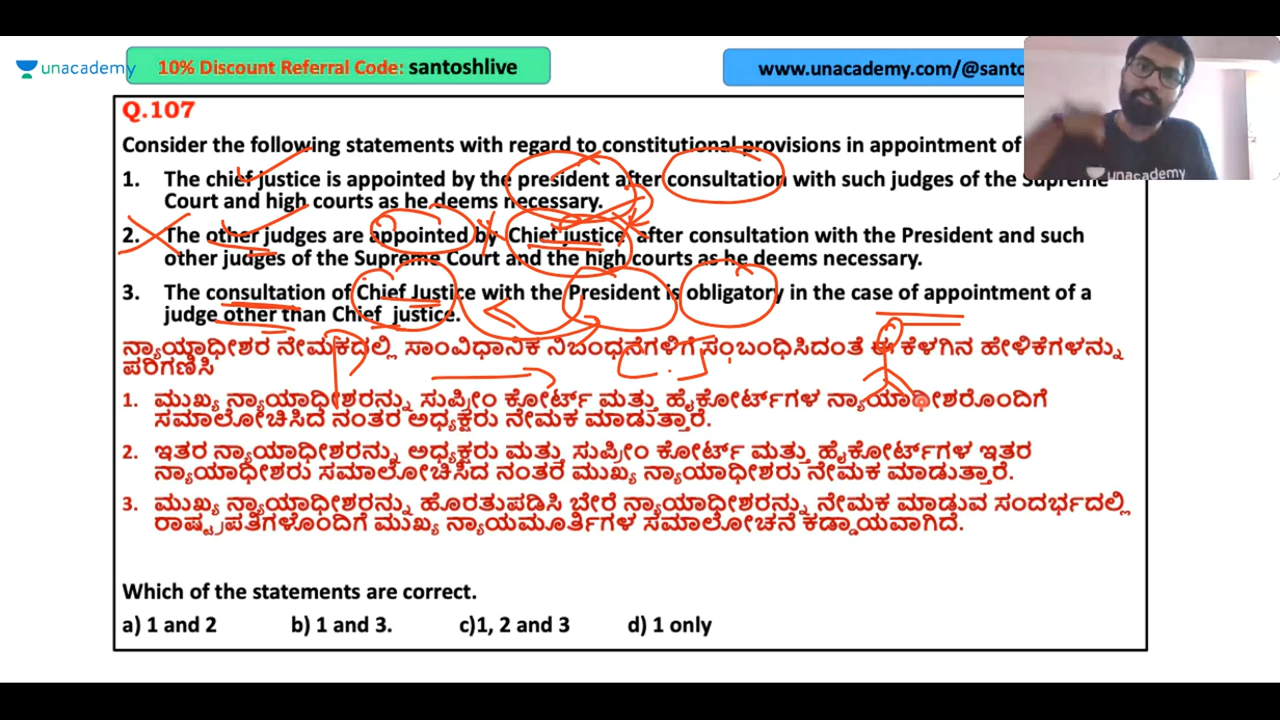 unacademy
10% Discount Referral Code: santoshlive
www.unacademy.com/@santo
unacademy
Q.107
Consider the following statements with regard to constitutional provisions in appointment of
1. The chief justice is appointed by the president after consultation with such judges of the Supreme
Court and high courts as he deems necessary.
2. The other judges are appointed by Chief justice after consultation with the President and such
other judges of the Supreme Court and the high courts as he deems necessary.
3. The consultation of Chief Justice with the President is obligatory in the case of appointment of a
judge other than Chief justice.
ನ್ಯಾಯಾಧೀಶರ ನೇಮಕದಲ್ಲಿ ಸಾಂವಿಧಾನಿಕ ನಿಬಂಧನೆಗಳಿಗೆ ಸಂಬಂಧಿಸಿದಂತೆ ಈ ಕೆಳಗಿನ ಹೇಳಿಕೆಗಳನ್ನು
ಪರಿಗಣಿಸಿ
1. ಮುಖ್ಯ ನ್ಯಾಯಾಧೀಶರನ್ನು ಸುಪ್ರೀಂ ಕೋರ್ಟ್ ಮತ್ತು ಹೈಕೋರ್ಟ್‌ಗಳ ನ್ಯಾಯಾಧೀಶರೊಂದಿಗೆ
ಸಮಾಲೋಚಿಸಿದ ನಂತರ ಅಧ್ಯಕ್ಷರು ನೇಮಕ ಮಾಡುತ್ತಾರೆ.
2. ಇತರ ನ್ಯಾಯಾಧೀಶರನ್ನು ಅಧ್ಯಕ್ಷರು ಮತ್ತು ಸುಪ್ರೀಂ ಕೋರ್ಟ್ ಮತ್ತು ಹೈಕೋರ್ಟ್‌ಗಳ ಇತರ
ನ್ಯಾಯಾಧೀಶರು ಸಮಾಲೋಚಿಸಿದ ನಂತರ ಮುಖ್ಯ ನ್ಯಾಯಾಧೀಶರು ನೇಮಕ ಮಾಡುತ್ತಾರೆ.
3. ಮುಖ್ಯ ನ್ಯಾಯಾಧೀಶರನ್ನು ಹೊರತುಪಡಿಸಿ ಬೇರೆ ನ್ಯಾಯಾಧೀಶರನ್ನು ನೇಮಕ ಮಾಡುವ ಸಂದರ್ಭದಲ್ಲಿ
ರಾಷ್ಟ್ರಪತಿಗಳೊಂದಿಗೆ ಮುಖ್ಯ ನ್ಯಾಯಮೂರ್ತಿಗಳ ಸಮಾಲೋಚನೆ ಕಡ್ಡಾಯವಾಗಿದೆ.
Which of the statements are correct.
a) 1 and 2 b) 1 and 3. c)1, 2 and 3 d) 1 only